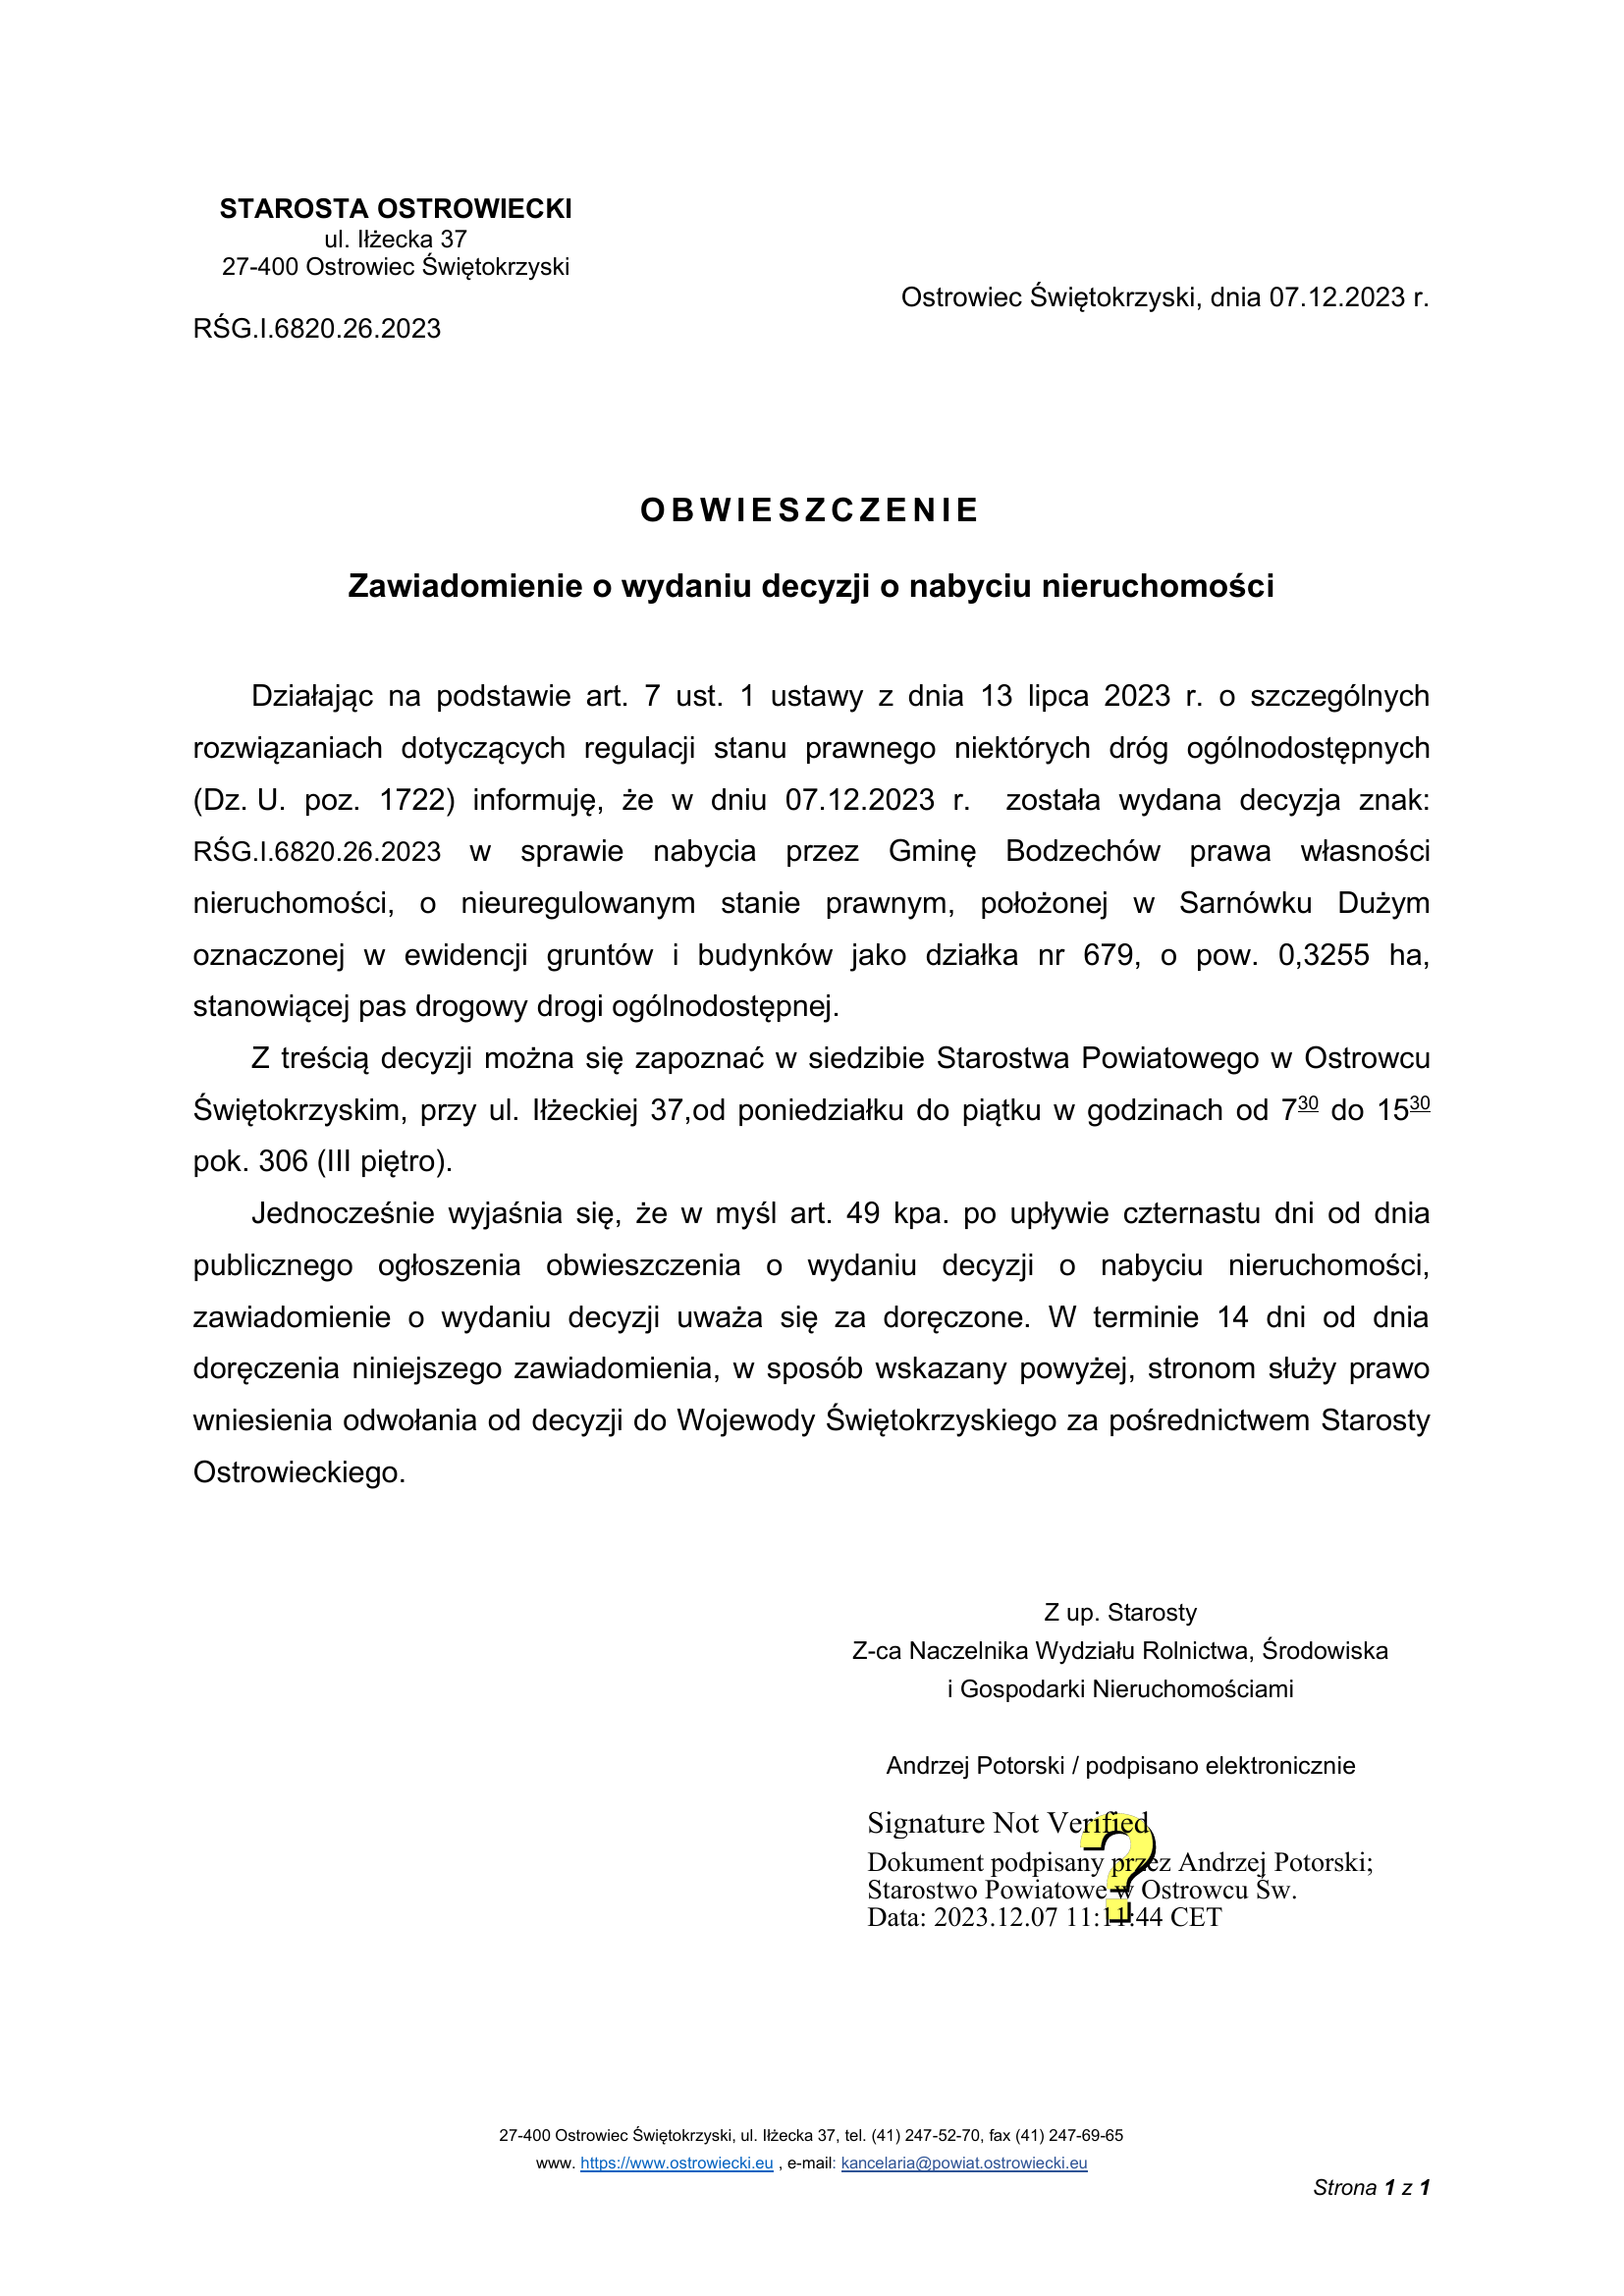 STAROSTA OSTROWIECKI
ul. Iłżecka 37
27-400 Ostrowiec Świętokrzyski
Ostrowiec Świętokrzyski, dnia 07.12.2023 r.
RŚG.I.6820.26.2023
OBWIESZCZENIE
Zawiadomienie o wydaniu decyzji o nabyciu nieruchomości
Działając na podstawie art. 7 ust. 1 ustawy z dnia 13 lipca 2023 r. o szczególnych
rozwiązaniach dotyczących regulacji stanu prawnego niektórych dróg ogólnodostępnych
(Dz. U. poz. 1722) informuję, że w dniu 07.12.2023 r. została wydana decyzja znak:
RŚG.I.6820.26.2023 w sprawie nabycia przez Gminę Bodzechów prawa własności
nieruchomości, o nieuregulowanym stanie prawnym, położonej w Sarnówku Dużym
oznaczonej w ewidencji gruntów i budynków jako działka nr 679, o pow. 0,3255 ha,
stanowiącej pas drogowy drogi ogólnodostępnej.
Z treścią decyzji można się zapoznać w siedzibie Starostwa Powiatowego w Ostrowcu
Świętokrzyskim, przy ul. Iłżeckiej 37,od poniedziałku do piątku w godzinach od 7³⁰ do 15³⁰
pok. 306 (III piętro).
Jednocześnie wyjaśnia się, że w myśl art. 49 kpa. po upływie czternastu dni od dnia
publicznego ogłoszenia obwieszczenia o wydaniu decyzji o nabyciu nieruchomości,
zawiadomienie o wydaniu decyzji uważa się za doręczone. W terminie 14 dni od dnia
doręczenia niniejszego zawiadomienia, w sposób wskazany powyżej, stronom służy prawo
wniesienia odwołania od decyzji do Wojewody Świętokrzyskiego za pośrednictwem Starosty
Ostrowieckiego.
Z up. Starosty
Z-ca Naczelnika Wydziału Rolnictwa, Środowiska
i Gospodarki Nieruchomościami
Andrzej Potorski / podpisano elektronicznie
Signature Not Verified
Dokument podpisany przez Andrzej Potorski;
Starostwo Powiatowe w Ostrowcu Św.
Data: 2023.12.07 11:11:44 CET
27-400 Ostrowiec Świętokrzyski, ul. Iłżecka 37, tel. (41) 247-52-70, fax (41) 247-69-65
www. https://www.ostrowiecki.eu , e-mail: kancelaria@powiat.ostrowiecki.eu
Strona 1 z 1